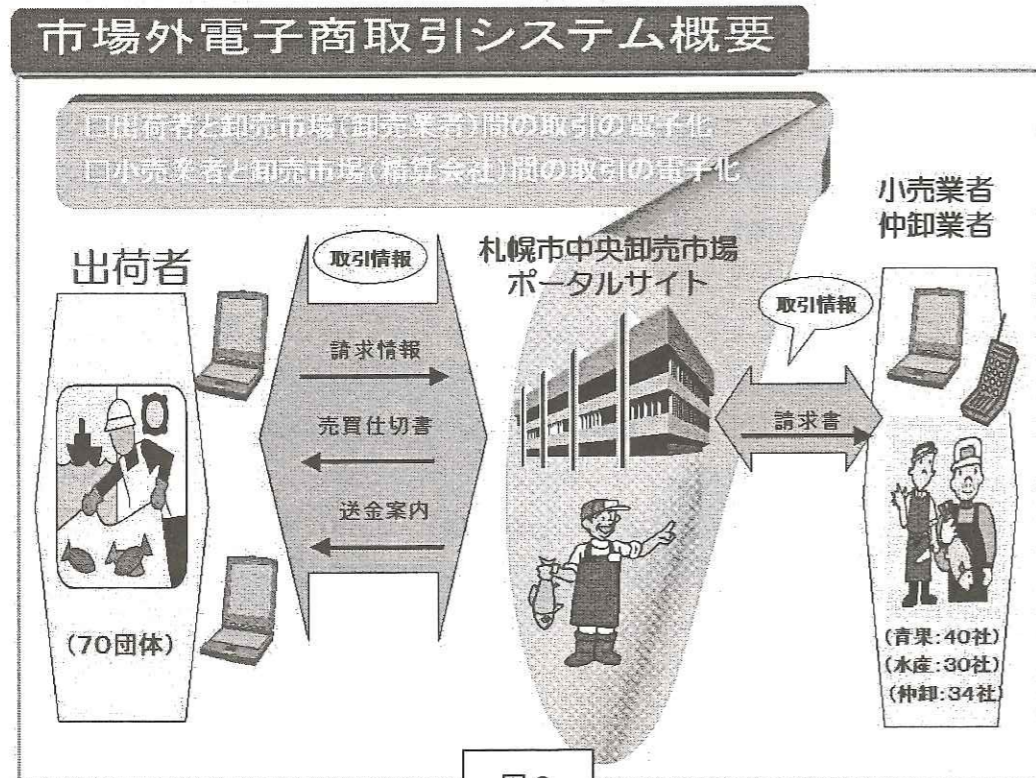 市場外電子商取引システム概要
□出荷者と卸売市場(卸売業者)間の取引の電子化
□小売業者と卸売市場(精算会社)間の取引の電子化
出荷者
(70団体)
取引情報
請求情報
売買仕切書
送金案内
札幌市中央卸売市場
ポータルサイト
取引情報
請求書
小売業者
仲卸業者
(青果:40社)
(水産:30社)
(仲卸:34社)